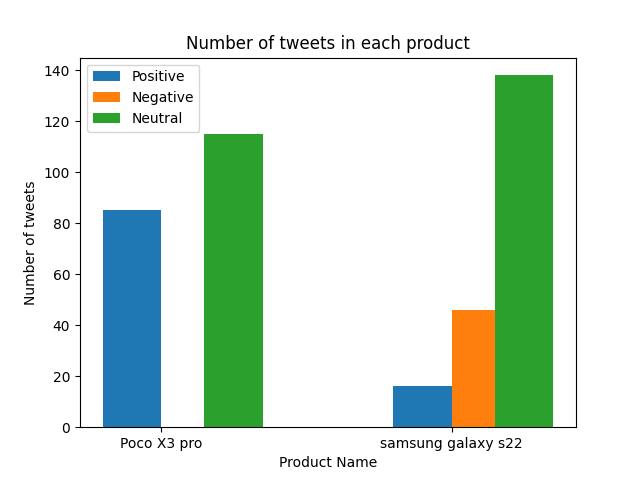 Number of tweets in each product
Positive
Negative
Neutral
140
120
100
80
60
40
20
0
Number of tweets
Poco X3 pro
samsung galaxy s22
Product Name